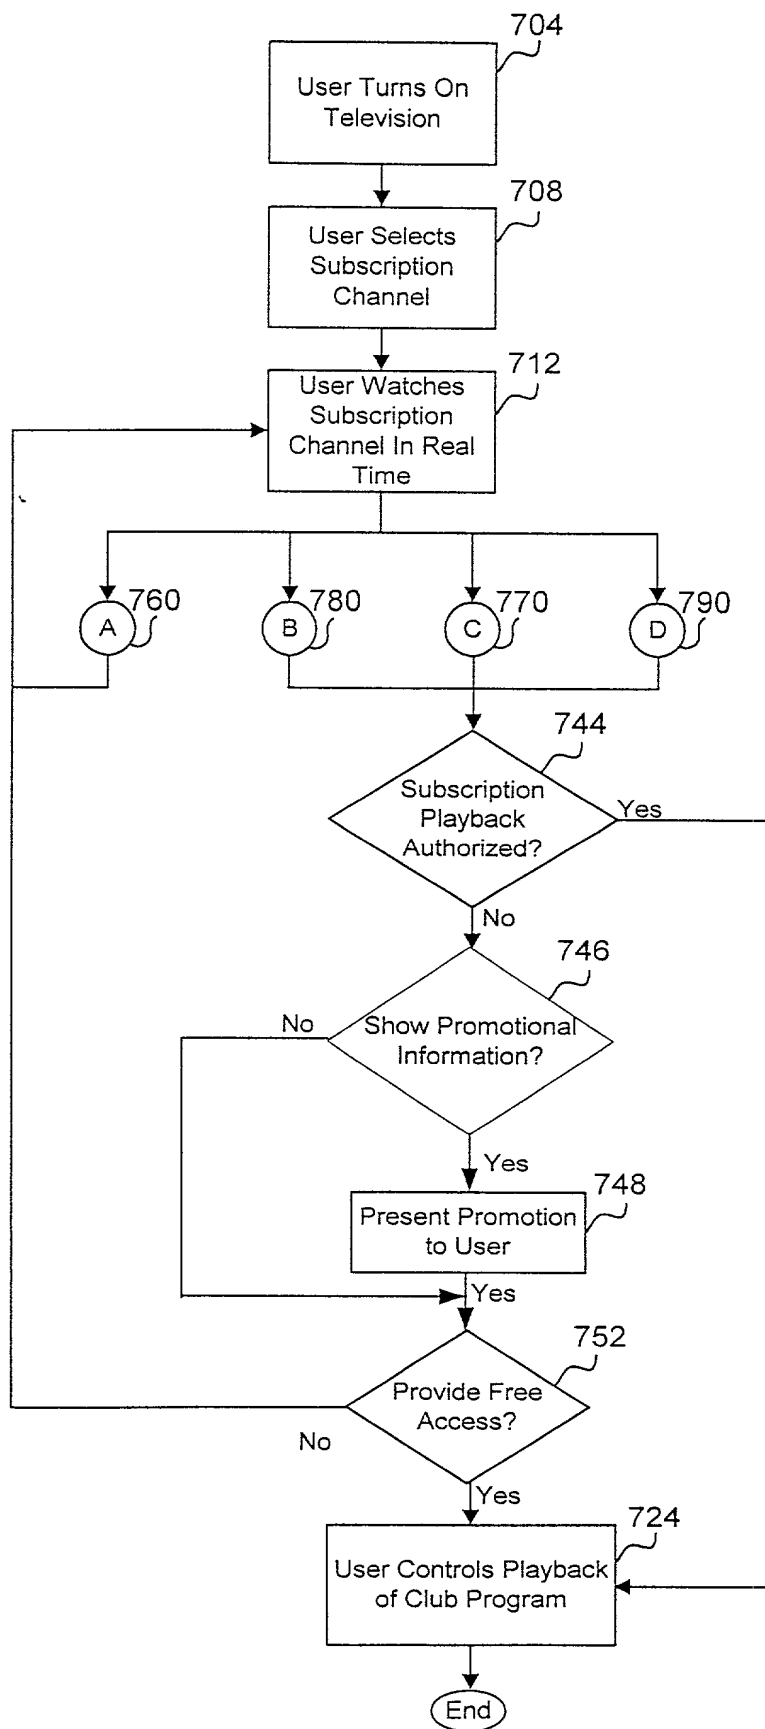 704
User Turns On
Television
708
User Selects
Subscription
Channel
712
User Watches
Subscription
Channel In Real
Time
A
760
B
780
C
770
D
790
744
Subscription
Playback
Authorized?
Yes
No
746
Show Promotional
Information?
No
Yes
748
Present Promotion
to User
Yes
752
Provide Free
Access?
No
Yes
724
User Controls Playback
of Club Program
End